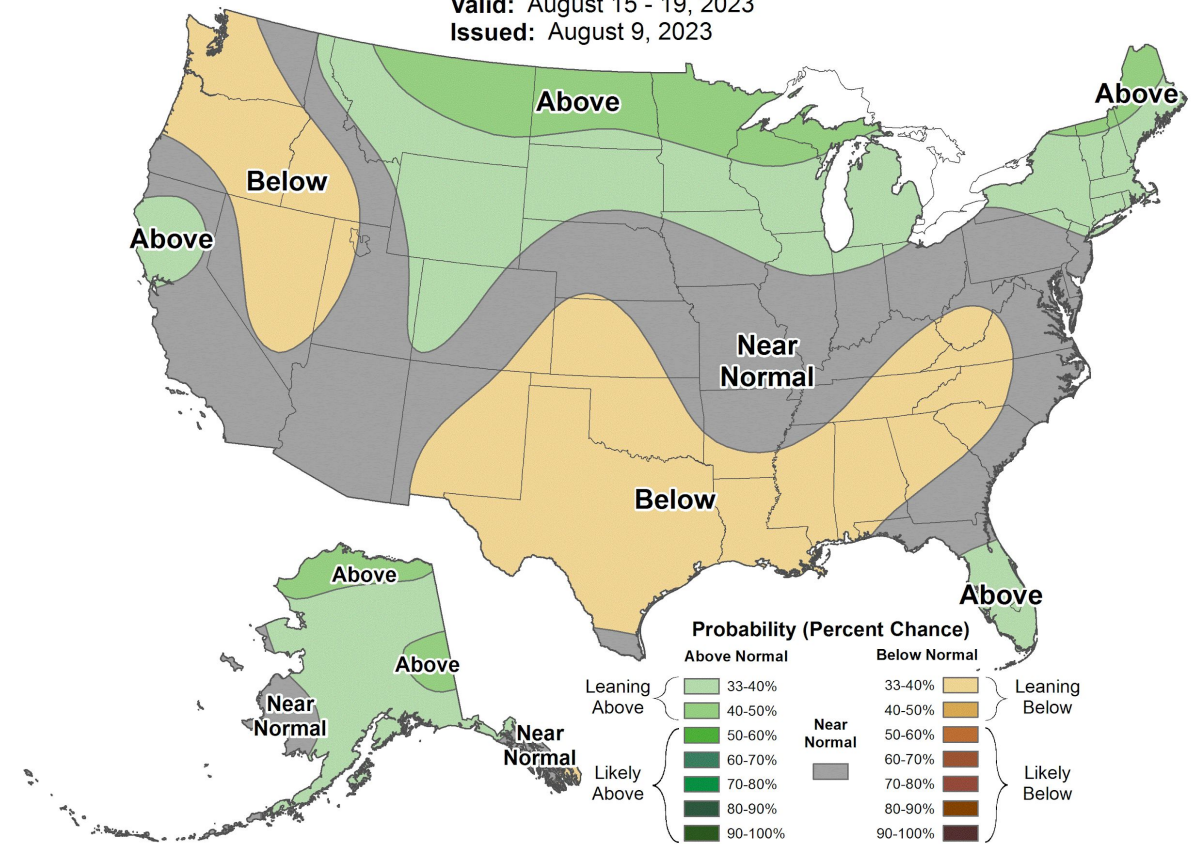 Valid: August 15 - 19, 2023
Issued: August 9, 2023
Above
Above
Below
Above
Near
Normal
Below
Above
Above
Above
Near
Normal
Near
Normal
Probability (Percent Chance)
Above Normal
Below Normal
Leaning
Above
33-40%
40-50%
Likely
Above
50-60%
60-70%
70-80%
80-90%
90-100%
Near
Normal
33-40%
40-50%
Leaning
Below
50-60%
60-70%
70-80%
80-90%
90-100%
Likely
Below